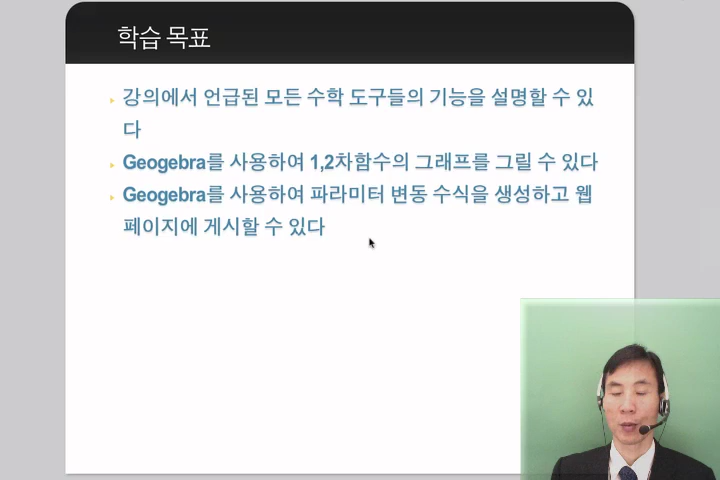 학습 목표
강의에서 언급된 모든 수학 도구들의 기능을 설명할 수 있
다
Geogebra를 사용하여 1,2차함수의 그래프를 그릴 수 있다
Geogebra를 사용하여 파라미터 변동 수식을 생성하고 웹
페이지에 게시할 수 있다